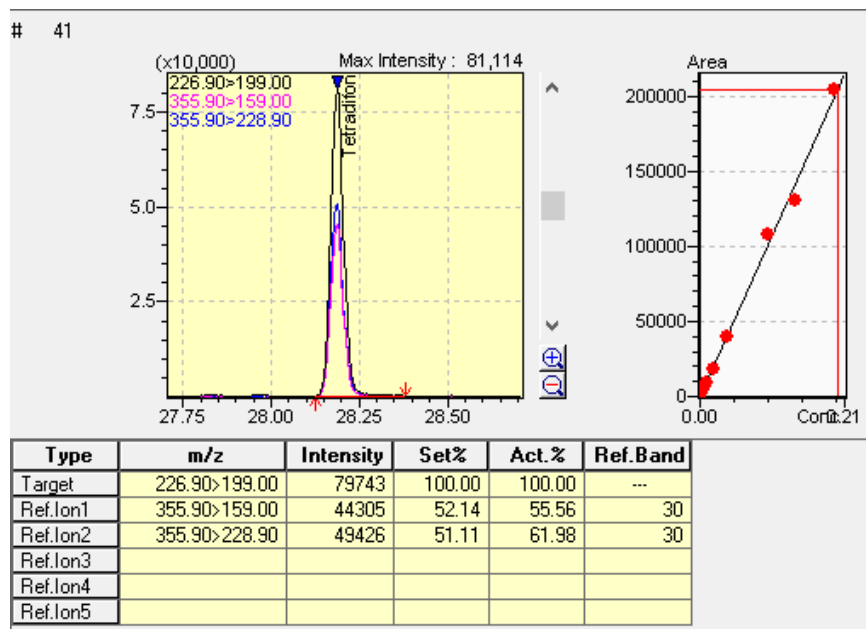 # 41
(x10,000) Max Intensity : 81,114
226.90>199.00
355.90>159.00
355.90>228.90
Tetradifon
7.5
5.0
2.5
27.75 28.00 28.25 28.50
Area
200000
150000
100000
50000
0
0.00 Conc. 0.21
Type m/z Intensity Set% Act.% Ref.Band
Target 226.90>199.00 79743 100.00 100.00 ---
Ref.Ion1 355.90>159.00 44305 52.14 55.56 30
Ref.Ion2 355.90>228.90 49426 51.11 61.98 30
Ref.Ion3
Ref.Ion4
Ref.Ion5